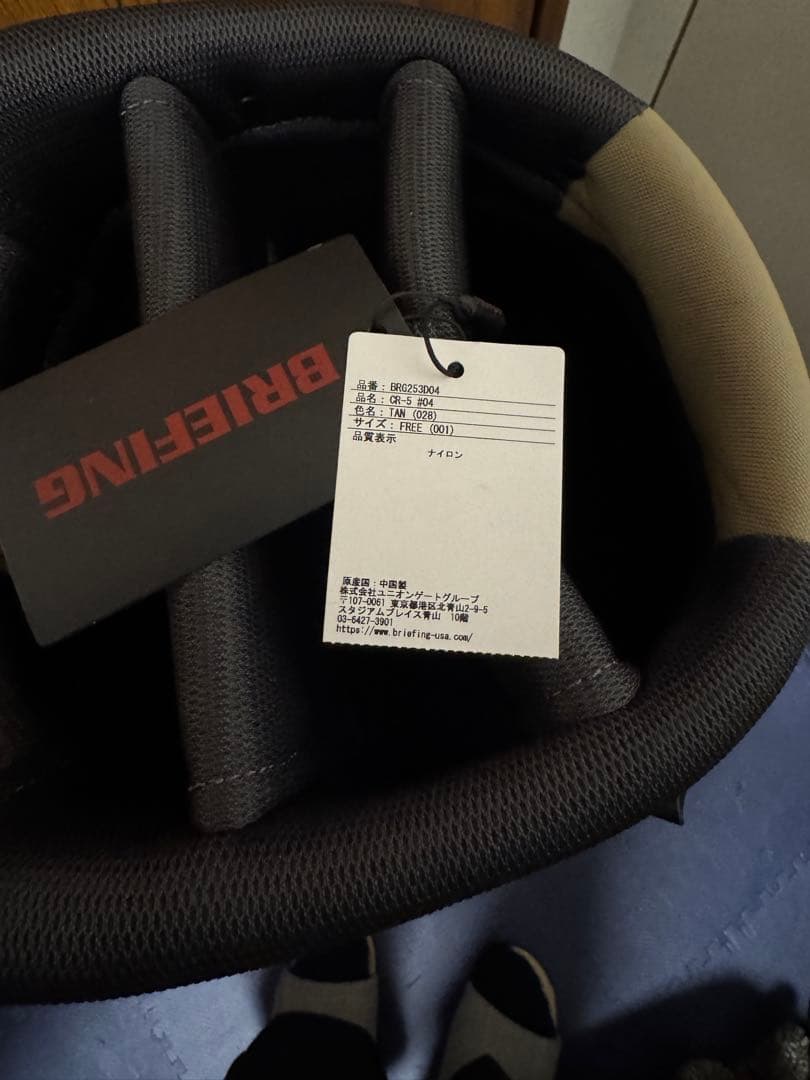 BRIEFING
品番：BRG253D04
品名：CR-5 #04
色名：TAN (028)
サイズ：FREE (001)
品質表示
ナイロン
原産国：中国製
株式会社ユニオンゲートグループ
〒107-0061 東京都港区北青山2-9-5
スタジアムプレイス青山 10階
03-6427-3901
https://www.briefing-usa.com/